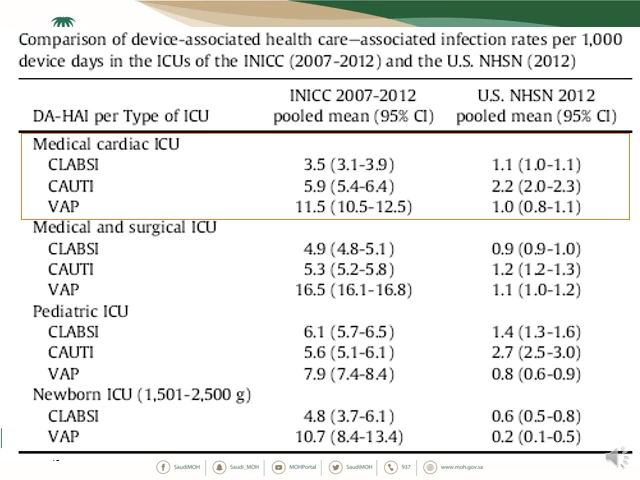 Comparison of device-associated health care—associated infection rates per 1,000
device days in the ICUs of the INICC (2007-2012) and the U.S. NHSN (2012)
INICC 2007-2012 U.S. NHSN 2012
DA-HAI per Type of ICU pooled mean (95% CI) pooled mean (95% CI)
Medical cardiac ICU
CLABSI 3.5 (3.1-3.9) 1.1 (1.0-1.1)
CAUTI 5.9 (5.4-6.4) 2.2 (2.0-2.3)
VAP 11.5 (10.5-12.5) 1.0 (0.8-1.1)
Medical and surgical ICU
CLABSI 4.9 (4.8-5.1) 0.9 (0.9-1.0)
CAUTI 5.3 (5.2-5.8) 1.2 (1.2-1.3)
VAP 16.5 (16.1-16.8) 1.1 (1.0-1.2)
Pediatric ICU
CLABSI 6.1 (5.7-6.5) 1.4 (1.3-1.6)
CAUTI 5.6 (5.1-6.1) 2.7 (2.5-3.0)
VAP 7.9 (7.4-8.4) 0.8 (0.6-0.9)
Newborn ICU (1,501-2,500 g)
CLABSI 4.8 (3.7-6.1) 0.6 (0.5-0.8)
VAP 10.7 (8.4-13.4) 0.2 (0.1-0.5)
SaudiMOH Saudi_MOH MOHPortal SaudiMOH 937 www.moh.gov.sa